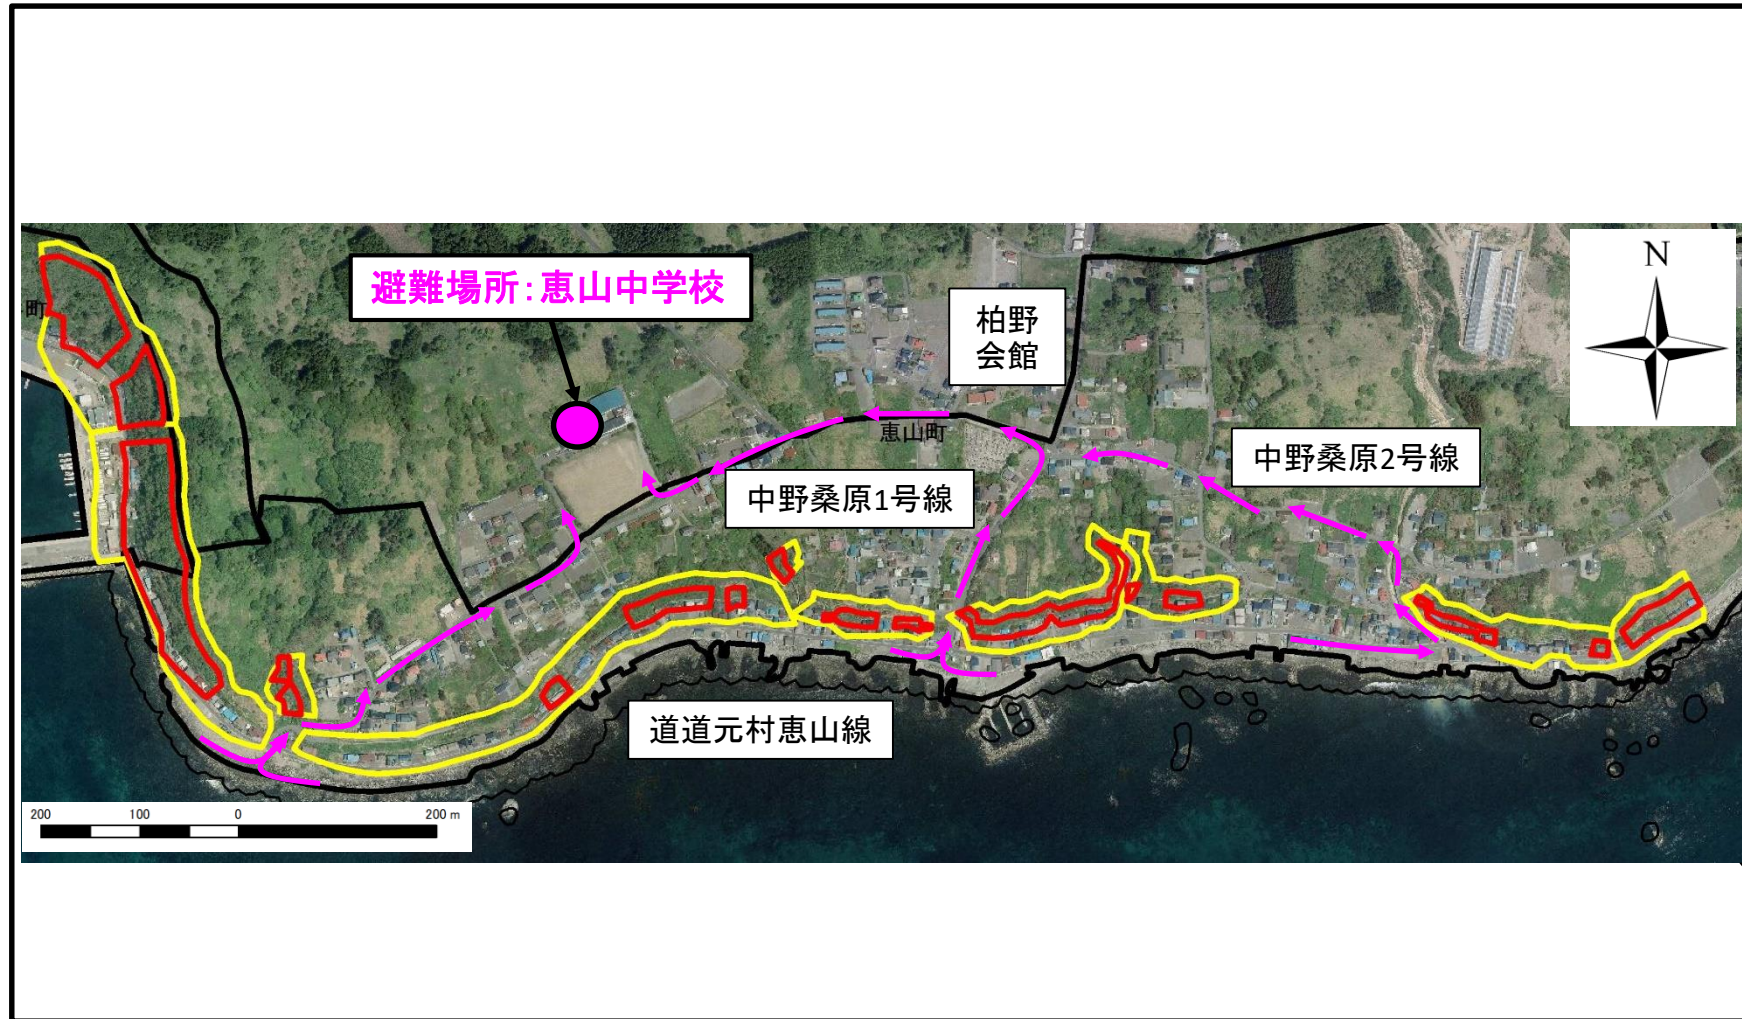 N
避難場所:恵山中学校
町
柏野
会館
恵山町
中野桑原2号線
中野桑原1号線
道道元村恵山線
200 100 0 200 m